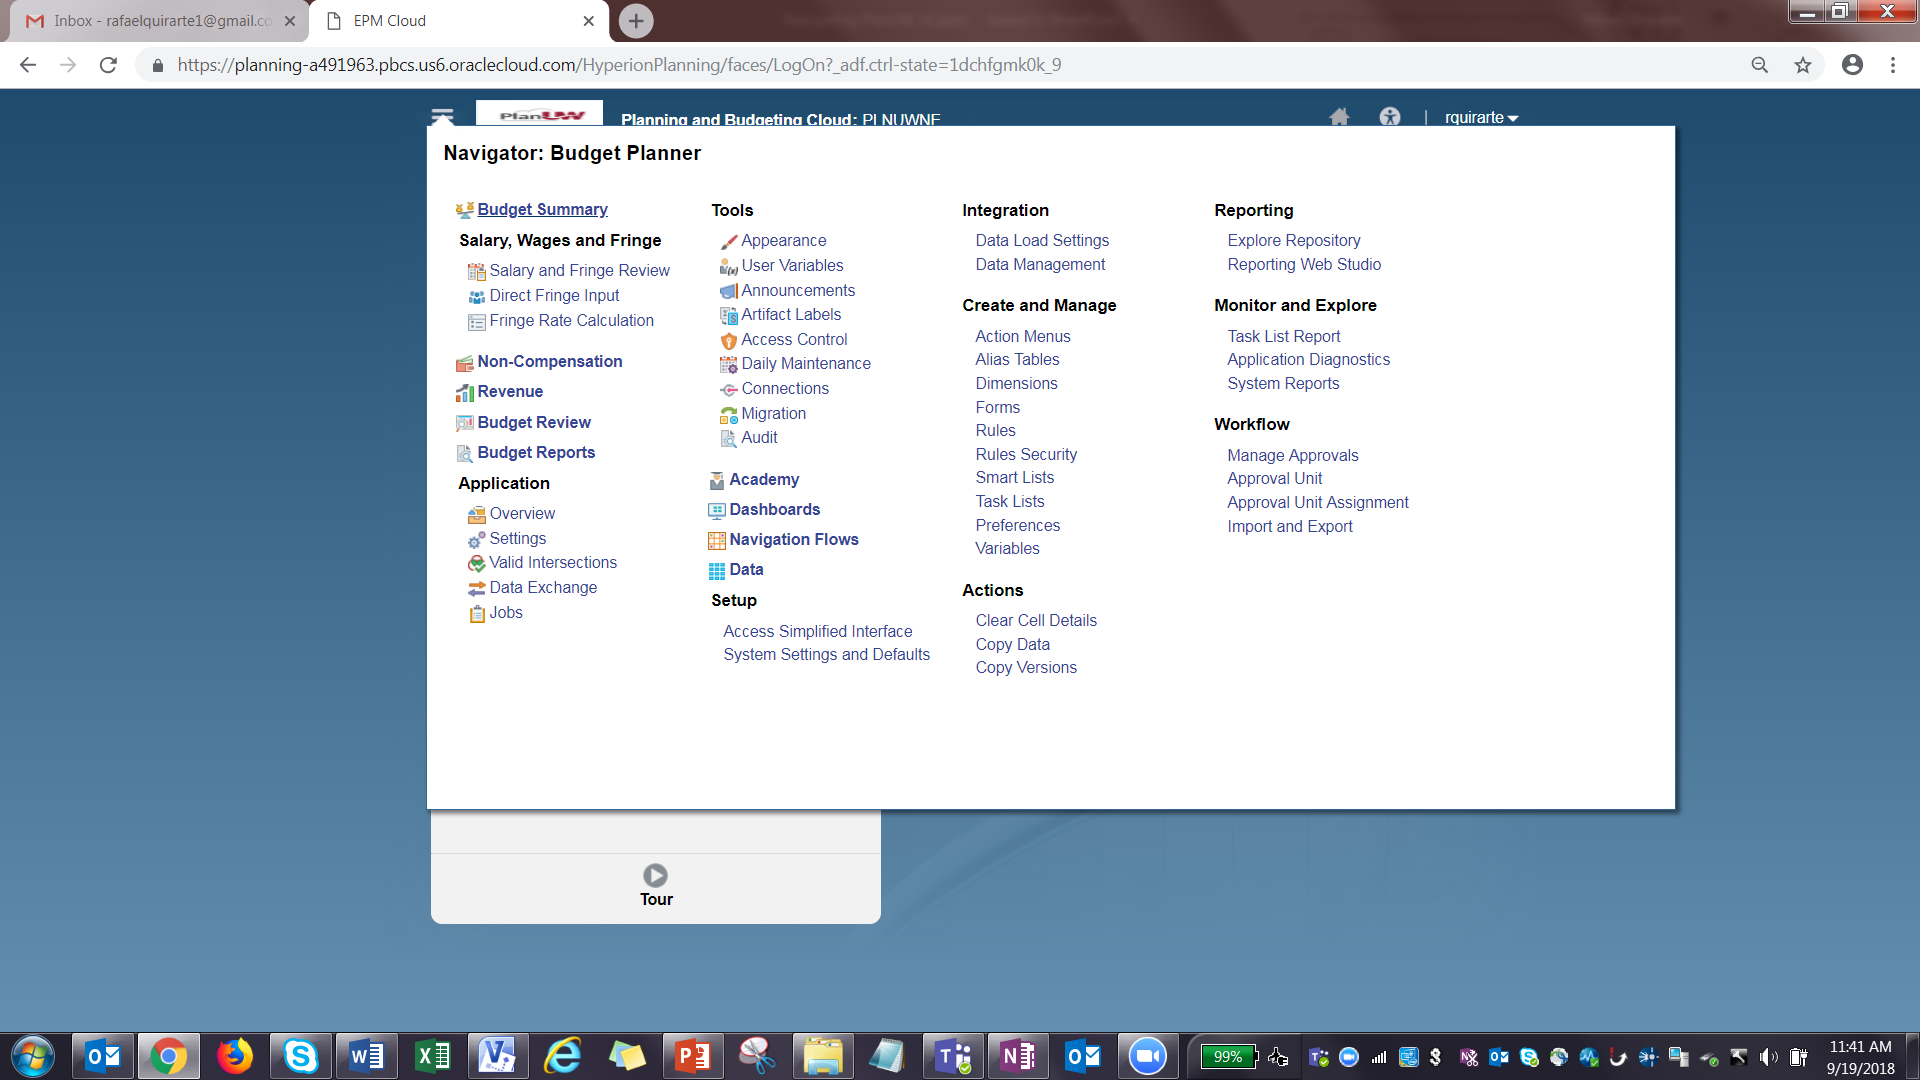 Inbox - rafaelquirarte1@gmail.co
EPM Cloud
https://planning-a491963.pbcs.us6.oraclecloud.com/HyperionPlanning/faces/LogOn?_adf.ctrl-state=1dchfgmk0k_9
PlanUW
Planning and Budgeting Cloud: PLNUWNF
rquirarte
Navigator: Budget Planner
Budget Summary
Salary, Wages and Fringe
Salary and Fringe Review
Direct Fringe Input
Fringe Rate Calculation
Non-Compensation
Revenue
Budget Review
Budget Reports
Application
Overview
Settings
Valid Intersections
Data Exchange
Jobs
Tools
Appearance
User Variables
Announcements
Artifact Labels
Access Control
Daily Maintenance
Connections
Migration
Audit
Academy
Dashboards
Navigation Flows
Data
Setup
Access Simplified Interface
System Settings and Defaults
Integration
Data Load Settings
Data Management
Create and Manage
Action Menus
Alias Tables
Dimensions
Forms
Rules
Rules Security
Smart Lists
Task Lists
Preferences
Variables
Actions
Clear Cell Details
Copy Data
Copy Versions
Reporting
Explore Repository
Reporting Web Studio
Monitor and Explore
Task List Report
Application Diagnostics
System Reports
Workflow
Manage Approvals
Approval Unit
Approval Unit Assignment
Import and Export
Tour
99%
11:41 AM
9/19/2018